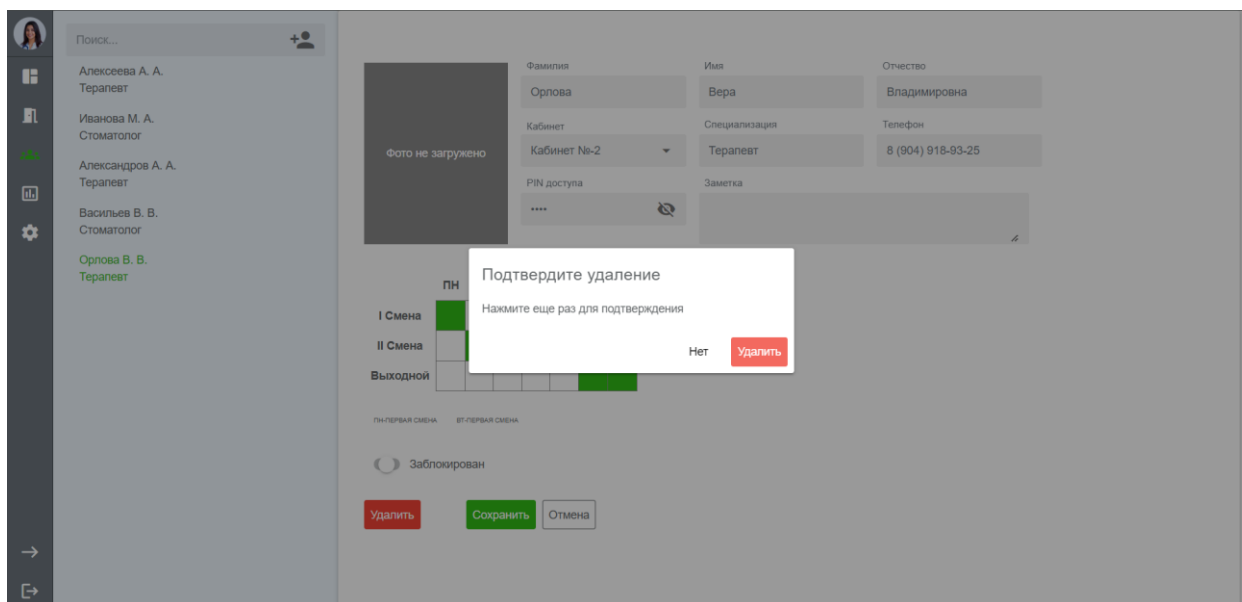 Поиск...
Алексеева А. А.
Терапевт
Иванова М. А.
Стоматолог
Александров А. А.
Терапевт
Васильев В. В.
Стоматолог
Орлова В. В.
Терапевт
Фото не загружено
Фамилия Имя Отчество
Орлова Вера Владимировна
Кабинет Специализация Телефон
Кабинет №-2 Терапевт 8 (904) 918-93-25
PIN доступа Заметка
••••
Подтвердите удаление
Нажмите еще раз для подтверждения
Нет Удалить
ПН
I Смена
II Смена
Выходной
ПН-ПЕРВАЯ СМЕНА ВТ-ПЕРВАЯ СМЕНА
Заблокирован
Удалить Сохранить Отмена